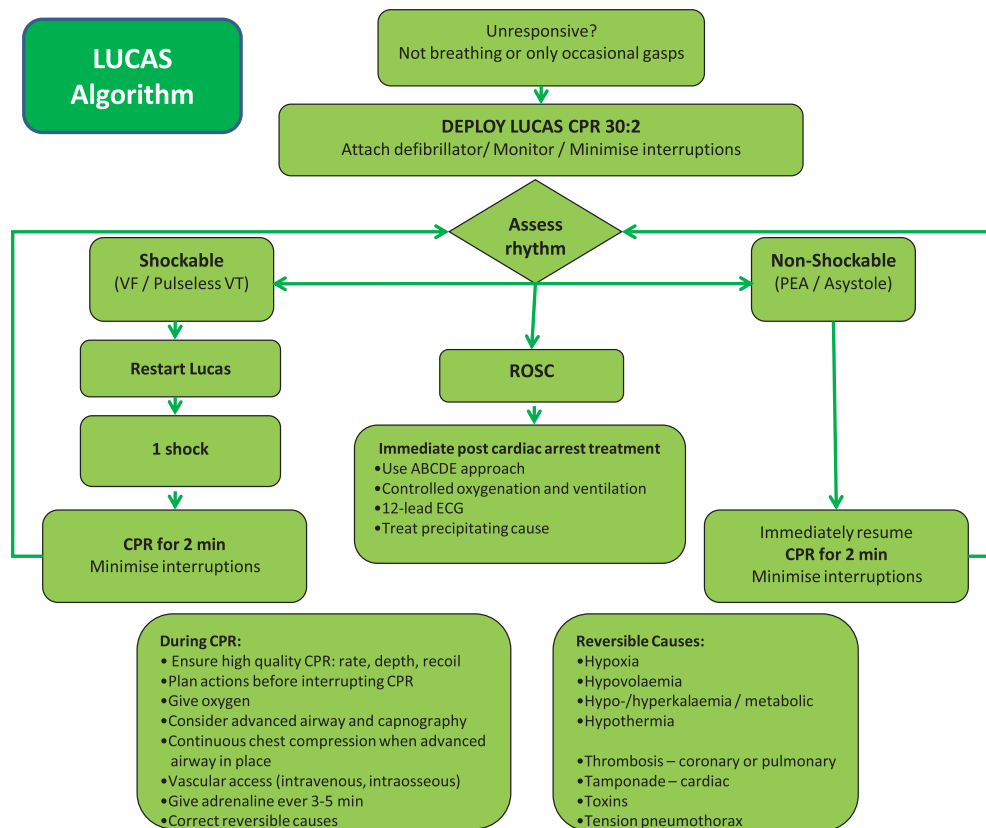 LUCAS
Algorithm
Unresponsive?
Not breathing or only occasional gasps
DEPLOY LUCAS CPR 30:2
Attach defibrillator/ Monitor / Minimise interruptions
Assess
rhythm
Shockable
(VF / Pulseless VT)
Non-Shockable
(PEA / Asystole)
Restart Lucas
1 shock
CPR for 2 min
Minimise interruptions
ROSC
Immediate post cardiac arrest treatment
•Use ABCDE approach
•Controlled oxygenation and ventilation
•12-lead ECG
•Treat precipitating cause
Immediately resume
CPR for 2 min
Minimise interruptions
During CPR:
• Ensure high quality CPR: rate, depth, recoil
•Plan actions before interrupting CPR
•Give oxygen
•Consider advanced airway and capnography
•Continuous chest compression when advanced
airway in place
•Vascular access (intravenous, intraosseous)
•Give adrenaline ever 3-5 min
•Correct reversible causes
Reversible Causes:
•Hypoxia
•Hypovolaemia
•Hypo-/hyperkalaemia / metabolic
•Hypothermia
•Thrombosis – coronary or pulmonary
•Tamponade – cardiac
•Toxins
•Tension pneumothorax